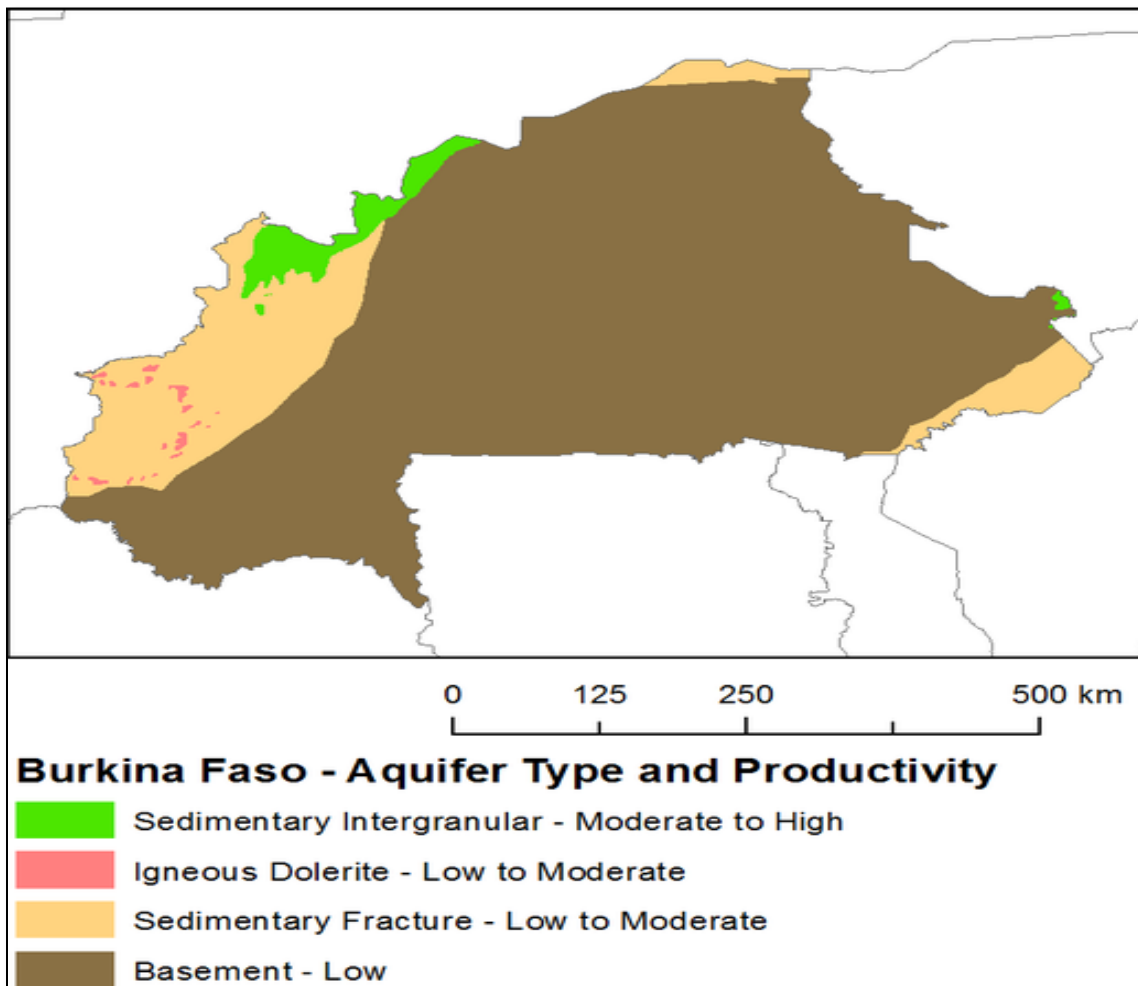 0 125 250 500 km
Burkina Faso - Aquifer Type and Productivity
Sedimentary Intergranular - Moderate to High
Igneous Dolerite - Low to Moderate
Sedimentary Fracture - Low to Moderate
Basement - Low